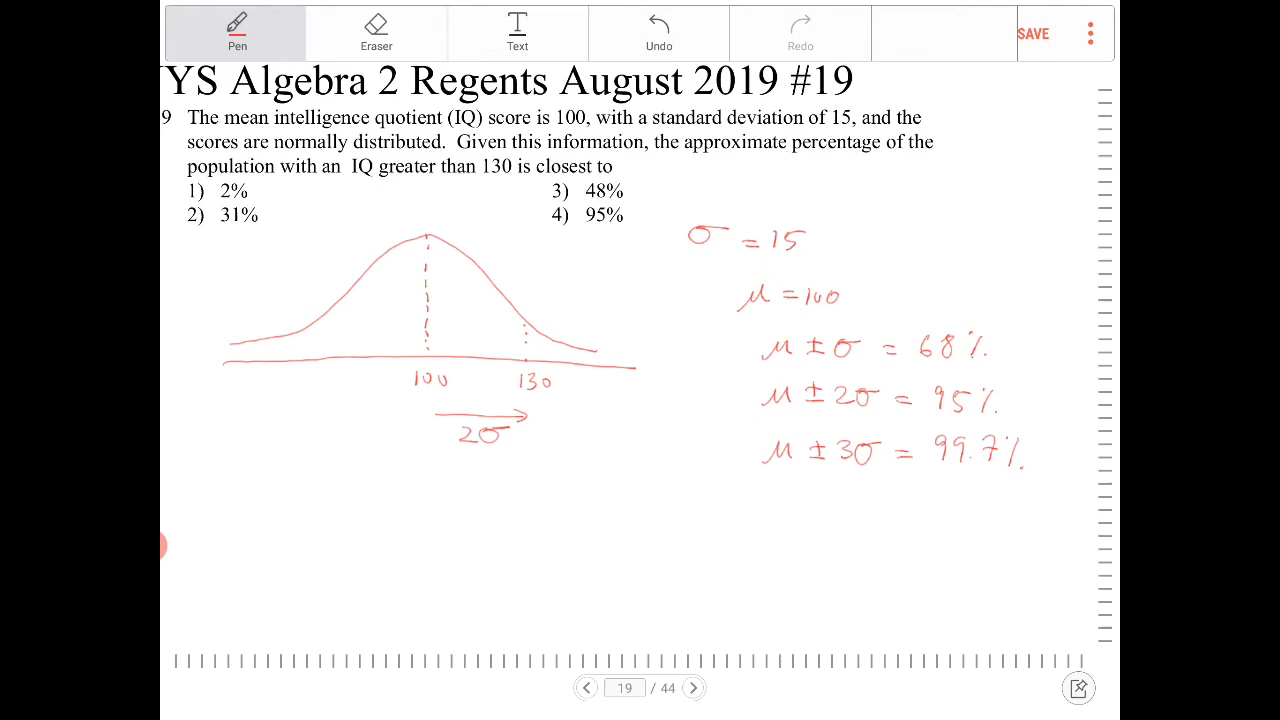 Pen Eraser Text Undo Redo SAVE
YS Algebra 2 Regents August 2019 #19
9 The mean intelligence quotient (IQ) score is 100, with a standard deviation of 15, and the
scores are normally distributed. Given this information, the approximate percentage of the
population with an IQ greater than 130 is closest to
1) 2% 3) 48%
2) 31% 4) 95%
σ = 15
μ = 100
μ ± σ = 68%
μ ± 2σ = 95%
μ ± 3σ = 99.7%
100 130
2σ
19 / 44